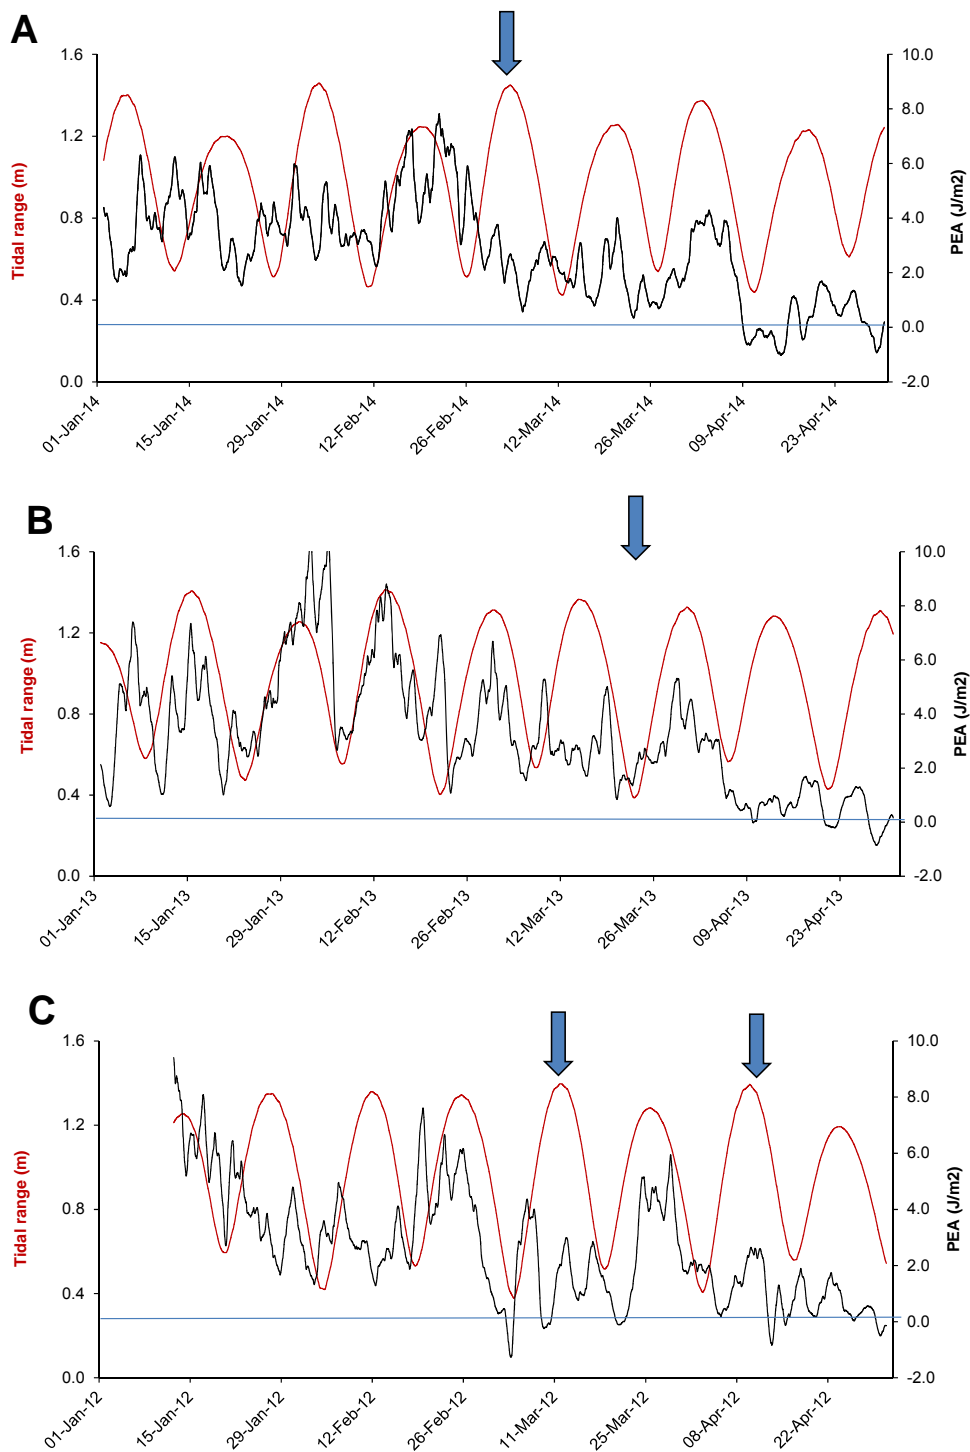 A
1.6
1.2
0.8
0.4
0.0
Tidal range (m)
10.0
8.0
6.0
4.0
2.0
0.0
-2.0
PEA (J/m2)
01-Jan-14
15-Jan-14
29-Jan-14
12-Feb-14
26-Feb-14
12-Mar-14
26-Mar-14
09-Apr-14
23-Apr-14
B
1.6
1.2
0.8
0.4
0.0
Tidal range (m)
10.0
8.0
6.0
4.0
2.0
0.0
-2.0
PEA (J/m2)
01-Jan-13
15-Jan-13
29-Jan-13
12-Feb-13
26-Feb-13
12-Mar-13
26-Mar-13
09-Apr-13
23-Apr-13
C
1.6
1.2
0.8
0.4
0.0
Tidal range (m)
10.0
8.0
6.0
4.0
2.0
0.0
-2.0
PEA (J/m2)
01-Jan-12
15-Jan-12
29-Jan-12
12-Feb-12
26-Feb-12
11-Mar-12
25-Mar-12
08-Apr-12
22-Apr-12